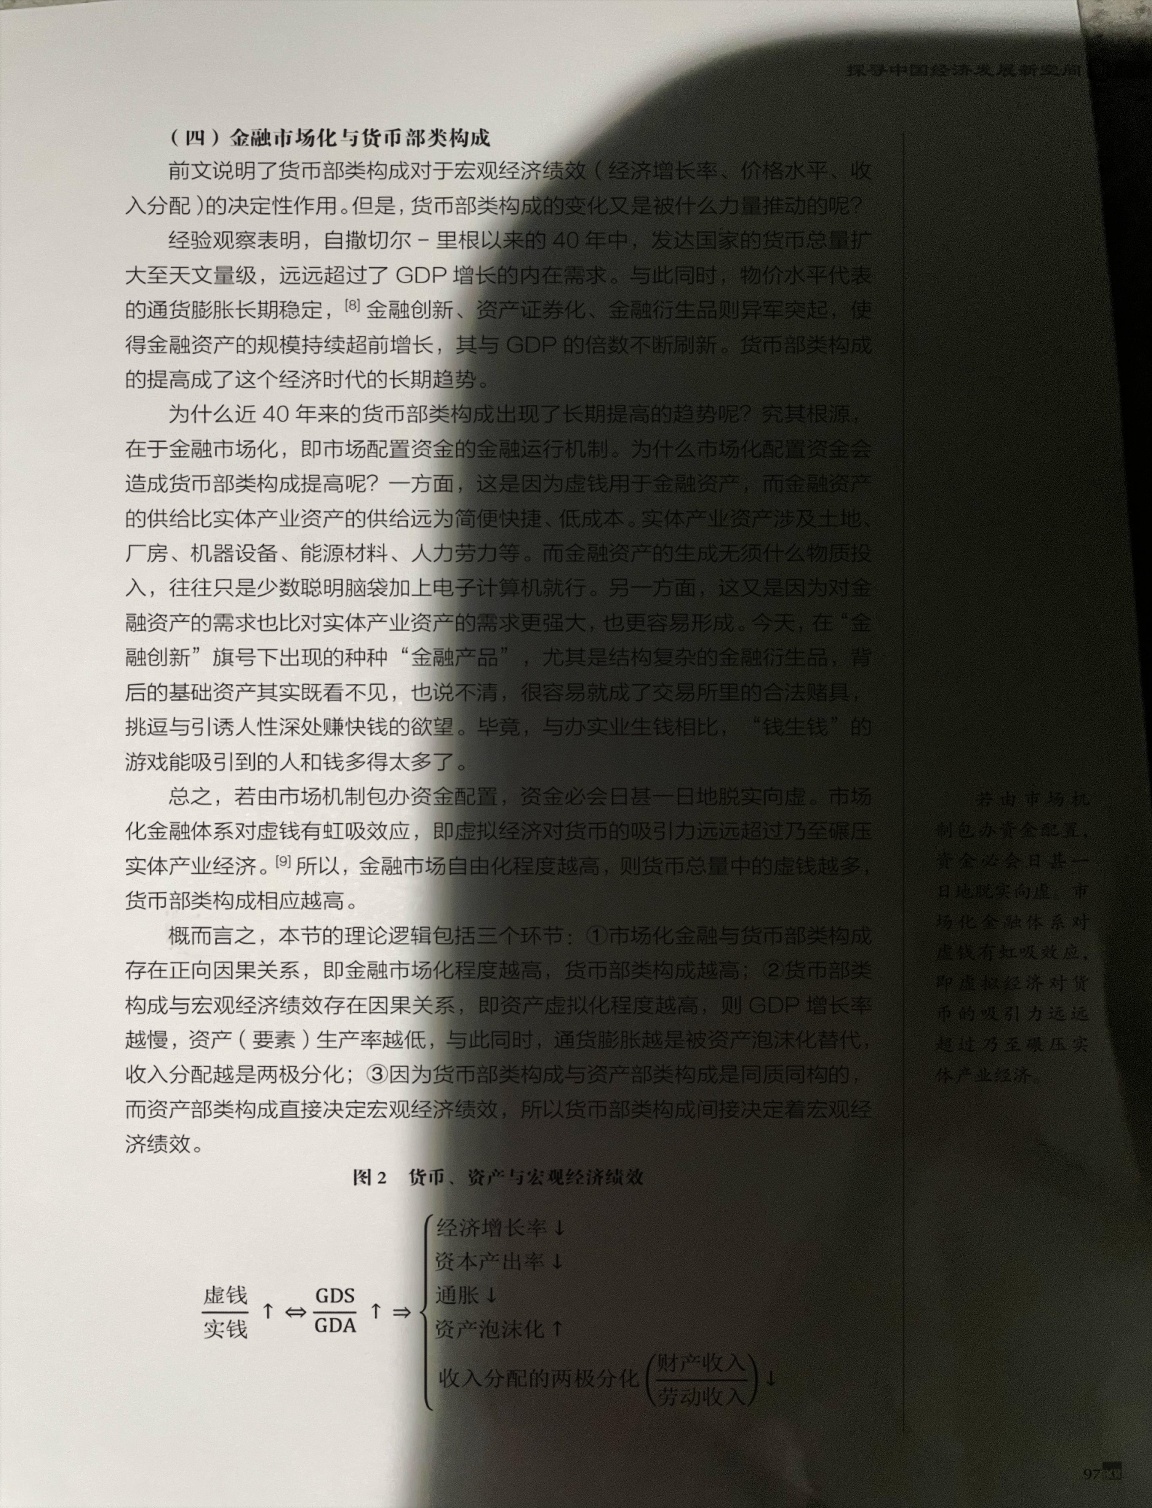 探寻中国经济发展新空间
（四）金融市场化与货币部类构成
前文说明了货币部类构成对于宏观经济绩效（经济增长率、价格水平、收
入分配）的决定性作用。但是，货币部类构成的变化又是被什么力量推动的呢？
经验观察表明，自撒切尔－里根以来的 40 年中，发达国家的货币总量扩
大至天文量级，远远超过了 GDP 增长的内在需求。与此同时，物价水平代表
的通货膨胀长期稳定，[8] 金融创新、资产证券化、金融衍生品则异军突起，使
得金融资产的规模持续超前增长，其与 GDP 的倍数不断刷新。货币部类构成
的提高成了这个经济时代的长期趋势。
为什么近 40 年来的货币部类构成出现了长期提高的趋势呢？究其根源，
在于金融市场化，即市场配置资金的金融运行机制。为什么市场化配置资金会
造成货币部类构成提高呢？一方面，这是因为虚钱用于金融资产，而金融资产
的供给比实体产业资产的供给远为简便快捷、低成本。实体产业资产涉及土地、
厂房、机器设备、能源材料、人力劳力等。而金融资产的生成无须什么物质投
入，往往只是少数聪明脑袋加上电子计算机就行。另一方面，这又是因为对金
融资产的需求也比对实体产业资产的需求更强大，也更容易形成。今天，在“金
融创新”旗号下出现的种种“金融产品”，尤其是结构复杂的金融衍生品，背
后的基础资产其实既看不见，也说不清，很容易就成了交易所里的合法赌具，
挑逗与引诱人性深处赚快钱的欲望。毕竟，与办实业生钱相比，“钱生钱”的
游戏能吸引到的人和钱多得太多了。
总之，若由市场机制包办资金配置，资金必会日甚一日地脱实向虚。市场
化金融体系对虚钱有虹吸效应，即虚拟经济对货币的吸引力远远超过乃至碾压
实体产业经济。[9] 所以，金融市场自由化程度越高，则货币总量中的虚钱越多，
货币部类构成相应越高。
概而言之，本节的理论逻辑包括三个环节：①市场化金融与货币部类构成
存在正向因果关系，即金融市场化程度越高，货币部类构成越高；②货币部类
构成与宏观经济绩效存在因果关系，即资产虚拟化程度越高，则 GDP 增长率
越慢，资产（要素）生产率越低，与此同时，通货膨胀越是被资产泡沫化替代，
收入分配越是两极分化；③因为货币部类构成与资产部类构成是同质同构的，
而资产部类构成直接决定宏观经济绩效，所以货币部类构成间接决定着宏观经
济绩效。
若由市场机
制包办资金配置，
资金必会日甚一
日地脱实向虚。市
场化金融体系对
虚钱有虹吸效应，
即虚拟经济对货
币的吸引力远远
超过乃至碾压实
体产业经济。
图 2 货币、资产与宏观经济绩效
虚钱/实钱 ↑ ⇔ GDS/GDA ↑ ⇒
经济增长率↓
资本产出率↓
通胀↓
资产泡沫化↑
收入分配的两极分化(财产收入/劳动收入)↓
97